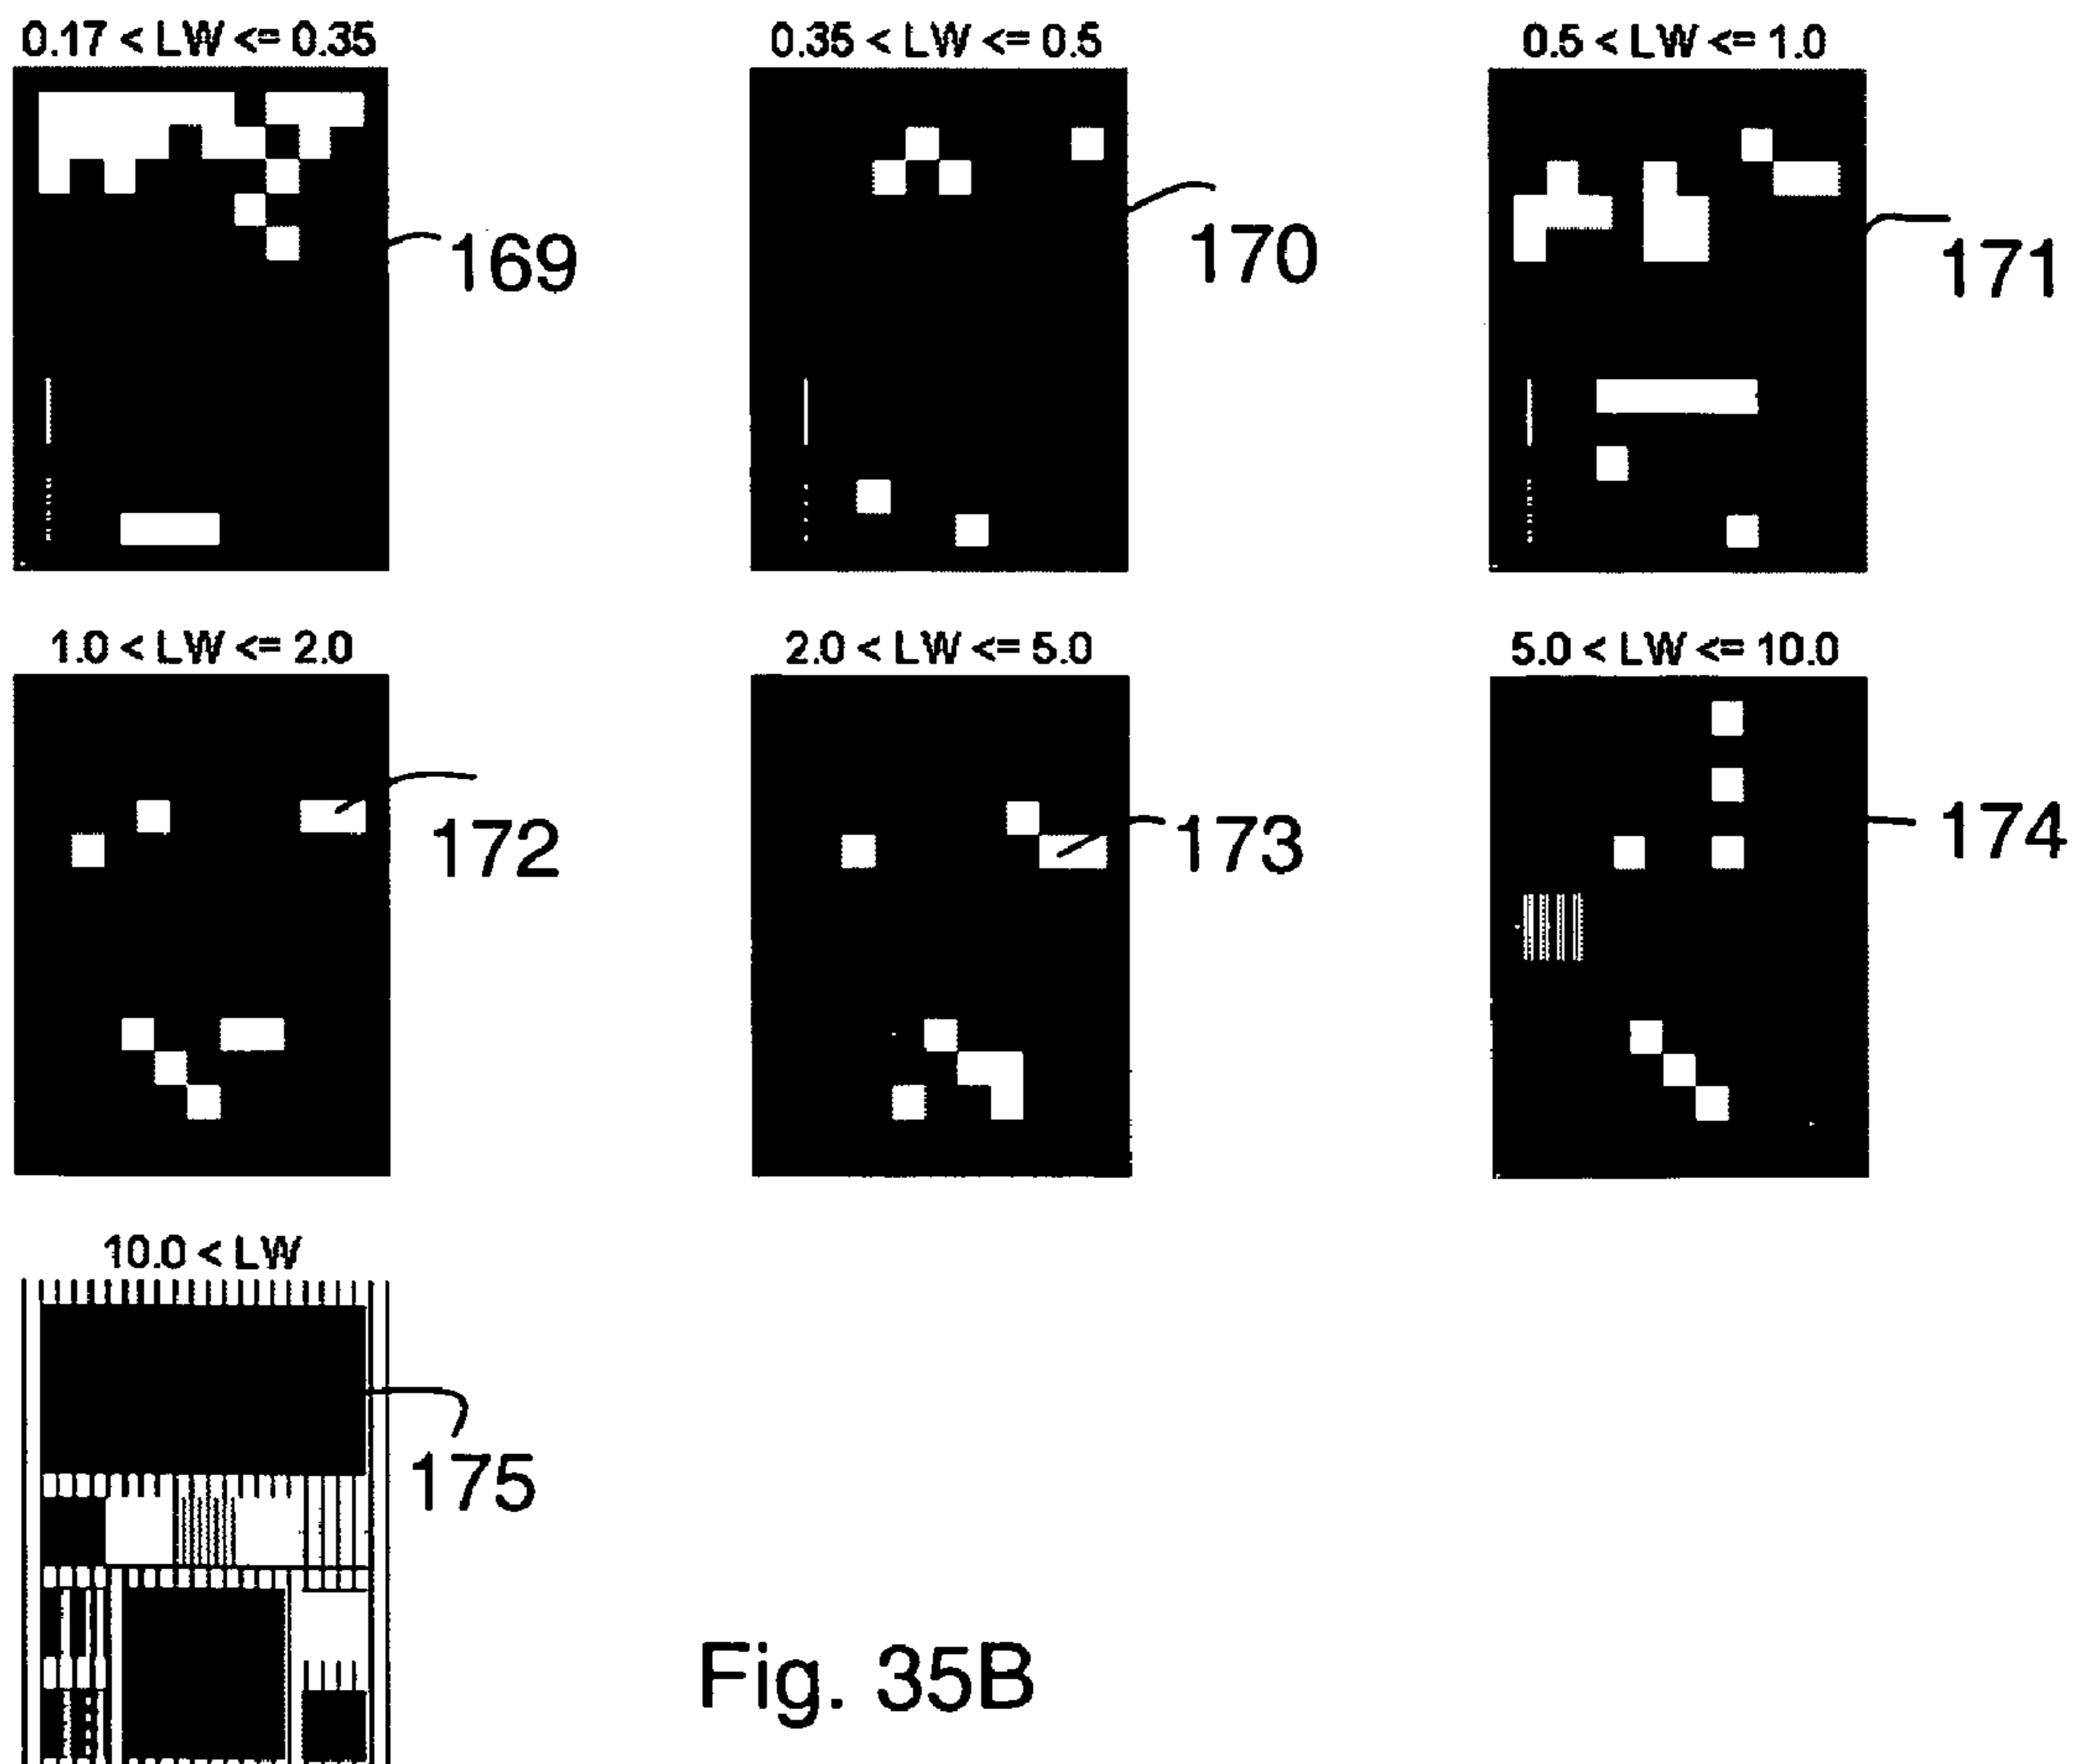 0.17 < LW <= 0.35
0.35 < LW <= 0.5
0.5 < LW <= 1.0
169
170
171
1.0 < LW <= 2.0
2.0 < LW <= 5.0
5.0 < LW <= 10.0
172
173
174
10.0 < LW
175
Fig. 35B